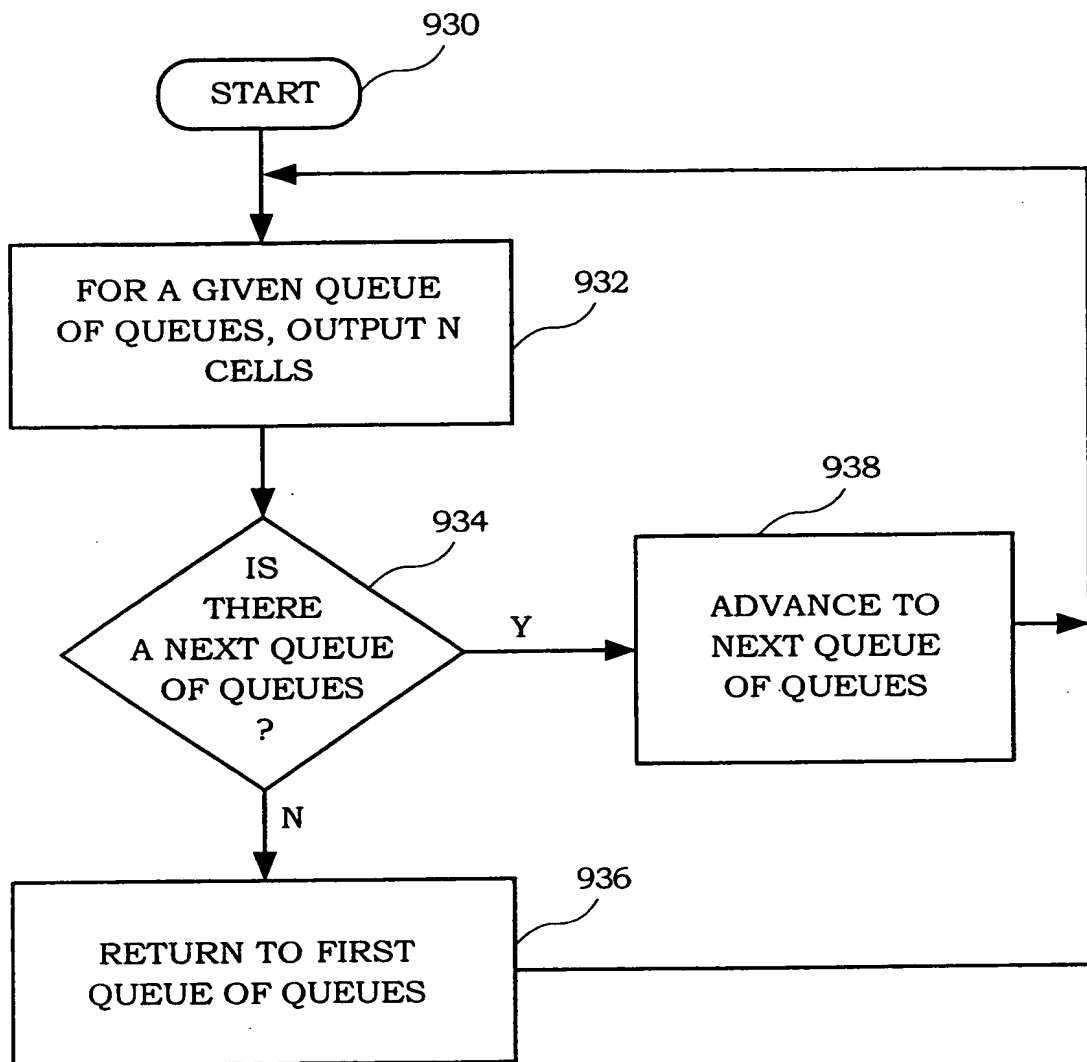 930
START
FOR A GIVEN QUEUE
OF QUEUES, OUTPUT N
CELLS
932
934
IS
THERE
A NEXT QUEUE
OF QUEUES
?
Y
938
ADVANCE TO
NEXT QUEUE
OF QUEUES
N
936
RETURN TO FIRST
QUEUE OF QUEUES